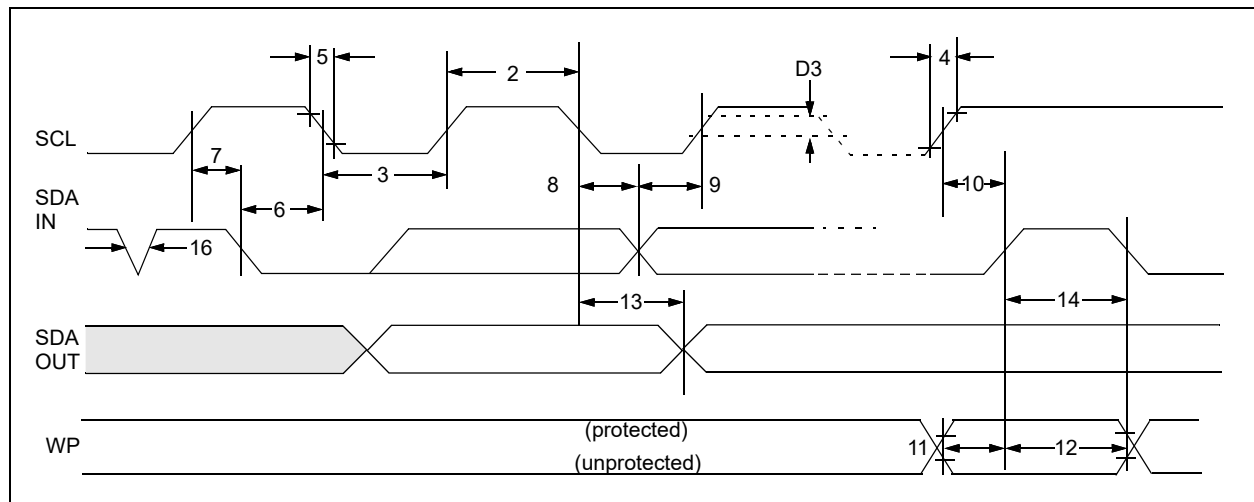 5
2
D3
4
SCL
7
3
8
9
10
SDA
IN
6
16
13
14
SDA
OUT
WP
(protected)
(unprotected)
11
12